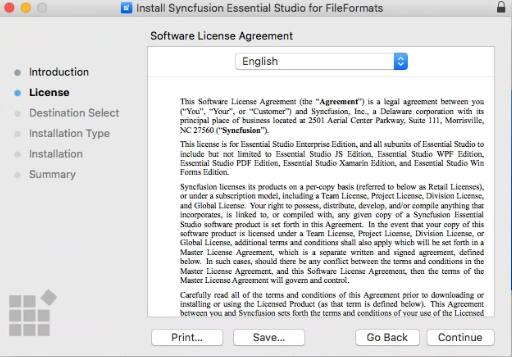 Install Syncfusion Essential Studio for FileFormats
Software License Agreement
English
Introduction
License
Destination Select
Installation Type
Installation
Summary
This Software License Agreement (the "Agreement") is a legal agreement between you
("You", "Your", or "Customer") and Syncfusion, Inc., a Delaware corporation with its
principal place of business located at 2501 Aerial Center Parkway, Suite 111, Morrisville,
NC 27560 ("Syncfusion").
This license is for Essential Studio Enterprise Edition, and all subunits of Essential Studio to
include but not limited to Essential Studio JS Edition, Essential Studio WPF Edition,
Essential Studio PDF Edition, Essential Studio Xamarin Edition, and Essential Studio Win
Forms Edition.
Syncfusion licenses its products on a per-copy basis (referred to below as Retail Licenses),
or under a subscription model, including a Team License, Project License, Division License,
and Global License. Your right to possess, distribute, develop, and/or compile anything that
incorporates, is linked to, or compiled with, any given copy of a Syncfusion Essential
Studio software product is set forth in this Agreement. In the event that your copy of this
software product is licensed under a Team License, Project License, Division License, or
Global License, additional terms and conditions shall also apply which will be set forth in a
Master License Agreement, which is a separate written and signed agreement, defined
below. In such cases, should there be any conflict between the terms and conditions in the
Master License Agreement, and this Software License Agreement, then the terms of the
Master License Agreement will govern and control.
Carefully read all of the terms and conditions of this Agreement prior to downloading or
installing or using the Licensed Product (as that term is defined below). This Agreement
between you and Syncfusion sets forth the terms and conditions of your use of the Licensed
Print...
Save...
Go Back
Continue